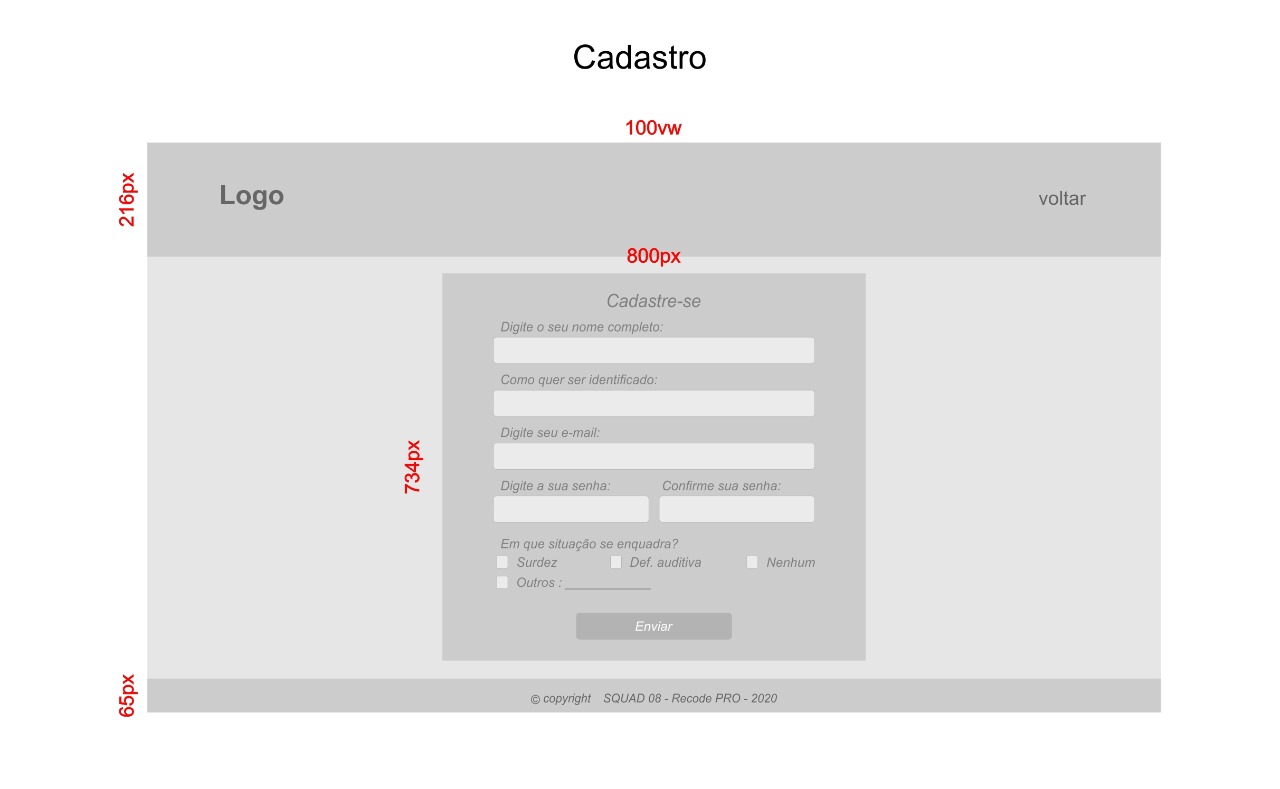 Cadastro
100vw
216px
Logo
voltar
800px
Cadastre-se
Digite o seu nome completo:
Como quer ser identificado:
Digite seu e-mail:
734px
Digite a sua senha: Confirme sua senha:
Em que situação se enquadra?
Surdez Def. auditiva Nenhum
Outros : ____________
Enviar
65px
© copyright SQUAD 08 - Recode PRO - 2020